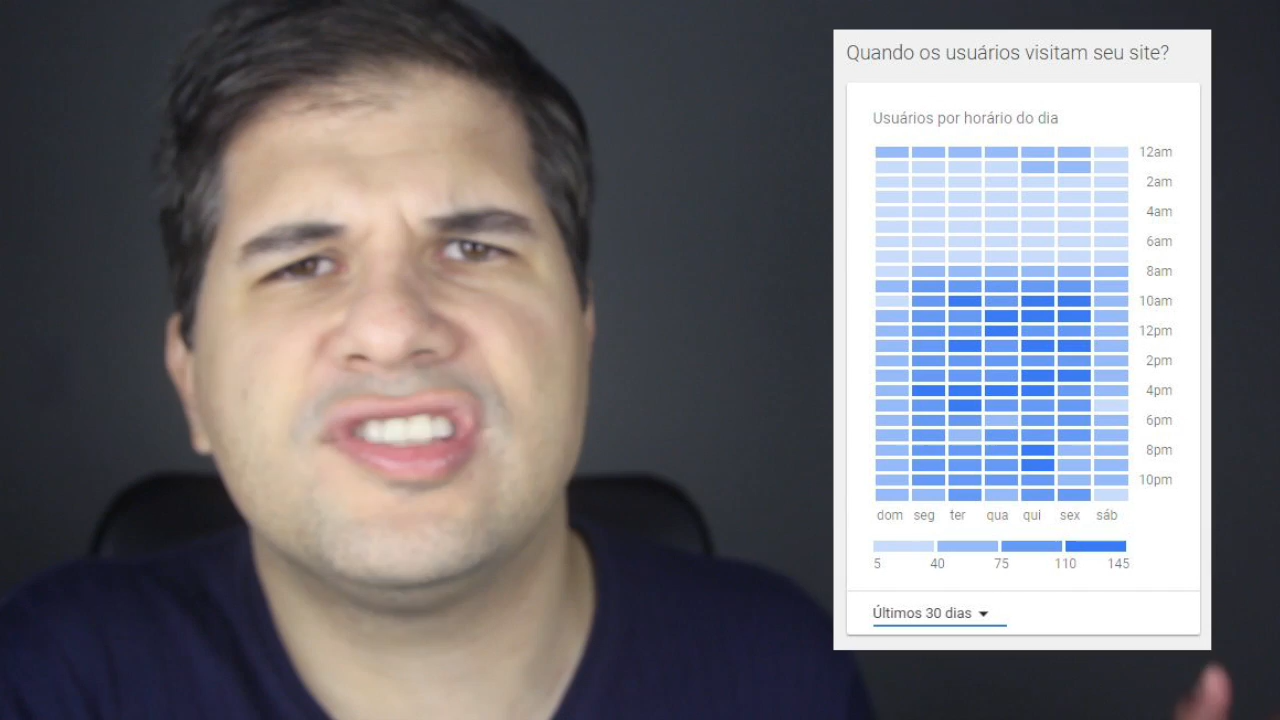 Quando os usuários visitam seu site?
Usuários por horário do dia
12am
2am
4am
6am
8am
10am
12pm
2pm
4pm
6pm
8pm
10pm
dom seg ter qua qui sex sáb
5 40 75 110 145
Últimos 30 dias